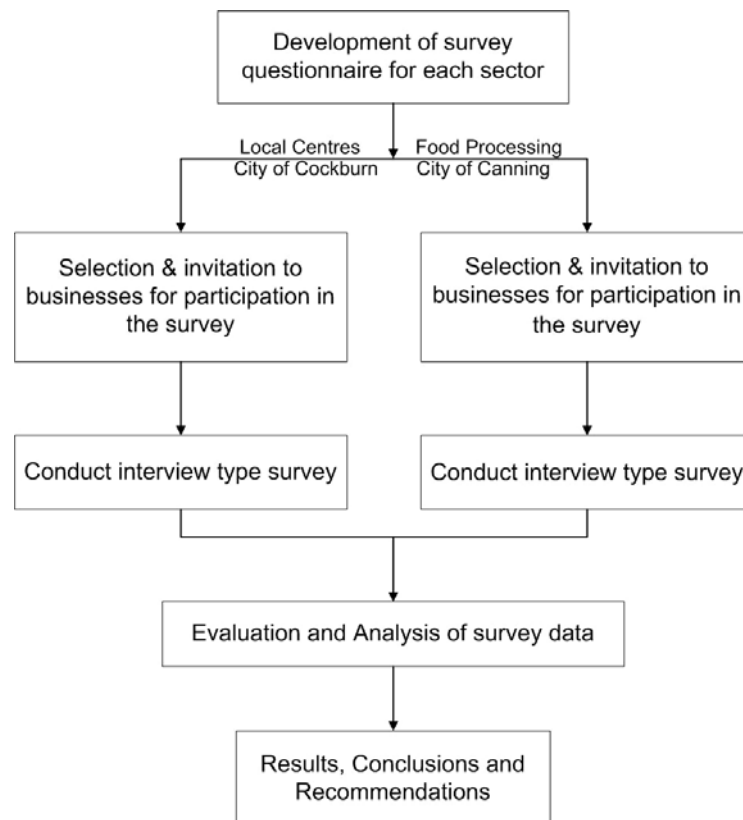 Development of survey
questionnaire for each sector
Local Centres
City of Cockburn
Food Processing
City of Canning
Selection & invitation to
businesses for participation in
the survey
Selection & invitation to
businesses for participation in
the survey
Conduct interview type survey
Conduct interview type survey
Evaluation and Analysis of survey data
Results, Conclusions and
Recommendations